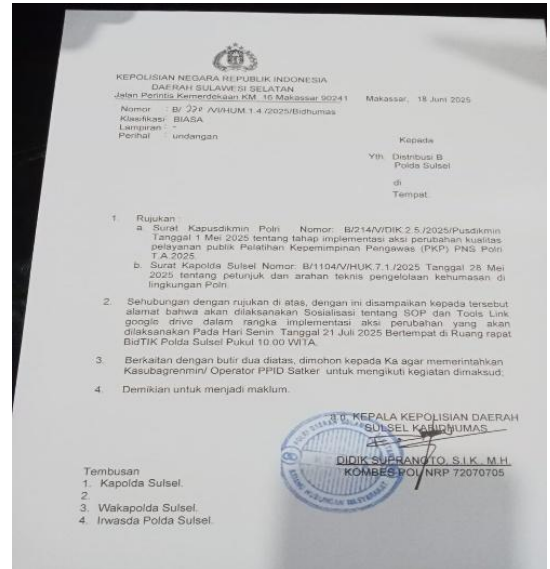 KEPOLISIAN NEGARA REPUBLIK INDONESIA
DAERAH SULAWESI SELATAN
Jalan Perintis Kemerdekaan KM. 16 Makassar 90241
Makassar, 18 Juni 2025
Nomor : B/ /VI/HUM.1.4./2025/Bidhumas
Klasifikasi : BIASA
Lampiran : -
Perihal : undangan
Kepada
Yth. Distribusi B
Polda Sulsel
di
Tempat.
1. Rujukan :
a. Surat Kapusdikmin Polri Nomor: B/214/V/DIK.2.5./2025/Pusdikmin
Tanggal 1 Mei 2025 tentang tahap implementasi aksi perubahan kualitas
pelayanan publik Pelatihan Kepemimpinan Pengawas (PKP) PNS Polri
T.A.2025.
b. Surat Kapolda Sulsel Nomor: B/1104/V/HUK.7.1./2025 Tanggal 28 Mei
2025 tentang petunjuk dan arahan teknis pengelolaan kehumasan di
lingkungan Polri.
2. Sehubungan dengan rujukan di atas, dengan ini disampaikan kepada tersebut
alamat bahwa akan dilaksanakan Sosialisasi tentang SOP dan Tools Link
google drive dalam rangka implementasi aksi perubahan yang akan
dilaksanakan Pada Hari Senin Tanggal 21 Juli 2025 Bertempat di Ruang rapat
BidTIK Polda Sulsel Pukul 10.00 WITA.
3. Berkaitan dengan butir dua diatas, dimohon kepada Ka agar memerintahkan
Kasubagrenmin/ Operator PPID Satker untuk mengikuti kegiatan dimaksud;
4. Demikian untuk menjadi maklum.
a.n. KEPALA KEPOLISIAN DAERAH
SULSEL KABIDHUMAS
DIDIK SUPRANOTO, S.I.K., M.H.
KOMBES POL NRP 72070705
Tembusan
1. Kapolda Sulsel.
2.
3. Wakapolda Sulsel.
4. Irwasda Polda Sulsel.